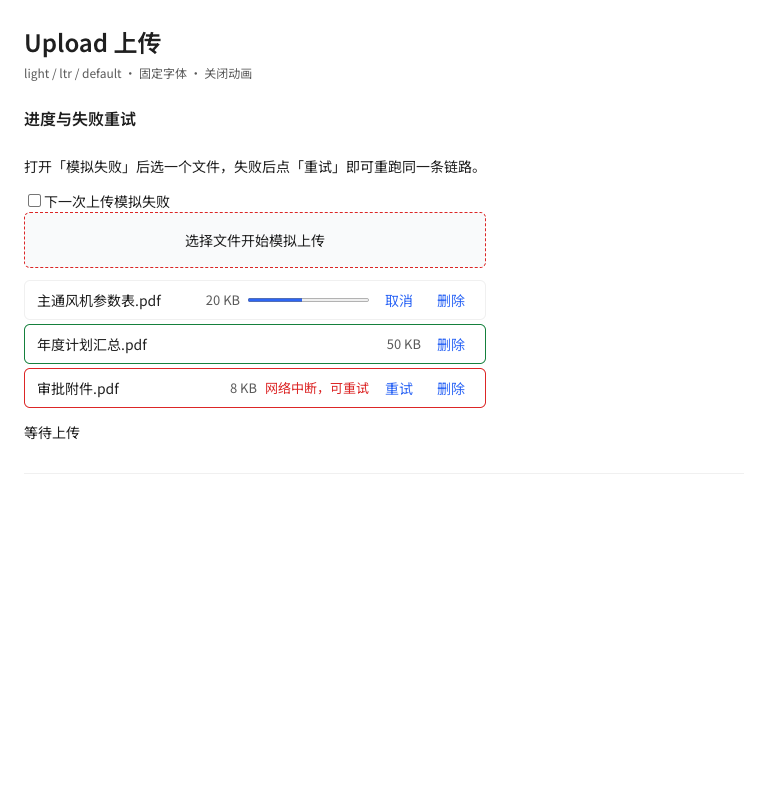 Upload 上传
light / ltr / default ・ 固定字体 ・ 关闭动画
进度与失败重试
打开「模拟失败」后选一个文件，失败后点「重试」即可重跑同一条链路。
下一次上传模拟失败
选择文件开始模拟上传
主通风机参数表.pdf 20 KB 取消 删除
年度计划汇总.pdf 50 KB 删除
审批附件.pdf 8 KB 网络中断，可重试 重试 删除
等待上传